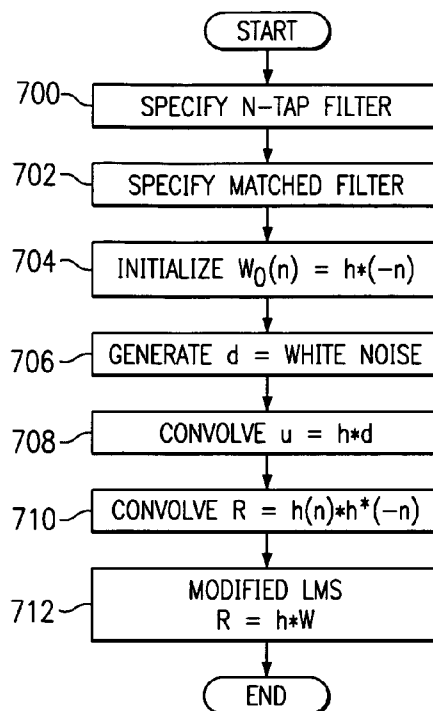 START
700
SPECIFY N-TAP FILTER
702
SPECIFY MATCHED FILTER
704
INITIALIZE W₀(n) = h*(-n)
706
GENERATE d = WHITE NOISE
708
CONVOLVE u = h*d
710
CONVOLVE R = h(n)*h*(-n)
712
MODIFIED LMS
R = h*W
END